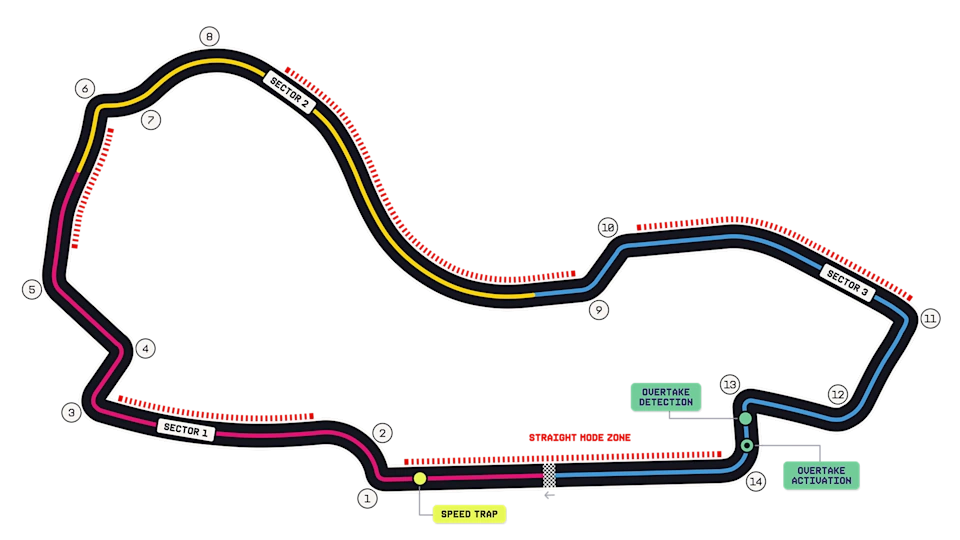 8
SECTOR 2
6
7
10
SECTOR 3
5
9
11
4
13
OVERTAKE
DETECTION
12
3
SECTOR 1
2
STRAIGHT MODE ZONE
OVERTAKE
ACTIVATION
14
1
SPEED TRAP